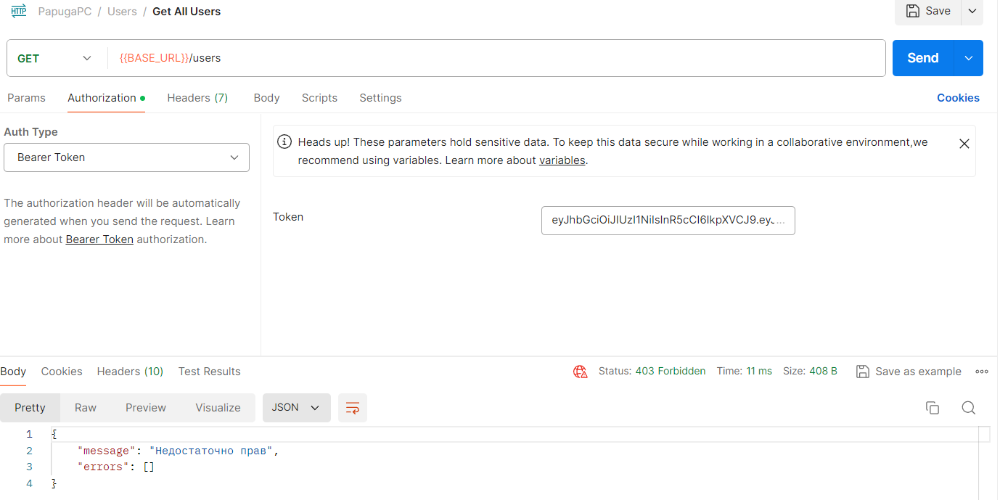 HTTP PapugaPC / Users / Get All Users Save
GET {{BASE_URL}}/users Send
Params Authorization Headers (7) Body Scripts Settings Cookies
Auth Type
Bearer Token
The authorization header will be automatically
generated when you send the request. Learn
more about Bearer Token authorization.
Heads up! These parameters hold sensitive data. To keep this data secure while working in a collaborative environment,we
recommend using variables. Learn more about variables.
Token eyJhbGciOiJIUzI1NiIsInR5cCI6IkpXVCJ9.eyJ...
Body Cookies Headers (10) Test Results Status: 403 Forbidden Time: 11 ms Size: 408 B Save as example
Pretty Raw Preview Visualize JSON
1 {
2 "message": "Недостаточно прав",
3 "errors": []
4 }